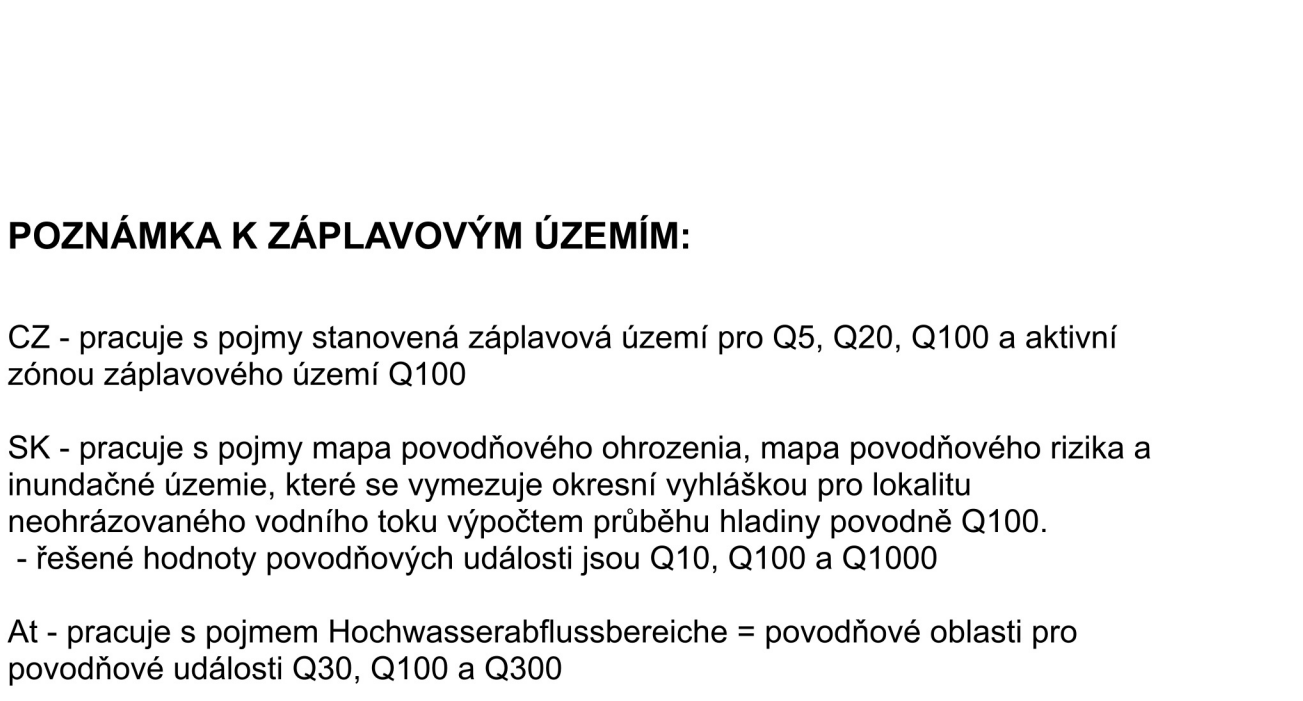 POZNÁMKA K ZÁPLAVOVÝM ÚZEMÍM:
CZ - pracuje s pojmy stanovená záplavová území pro Q5, Q20, Q100 a aktivní
zónou záplavového území Q100
SK - pracuje s pojmy mapa povodňového ohrozenia, mapa povodňového rizika a
inundačné územie, které se vymezuje okresní vyhláškou pro lokalitu
neohrázovaného vodního toku výpočtem průběhu hladiny povodně Q100.
- řešené hodnoty povodňových události jsou Q10, Q100 a Q1000
At - pracuje s pojmem Hochwasserabflussbereiche = povodňové oblasti pro
povodňové události Q30, Q100 a Q300